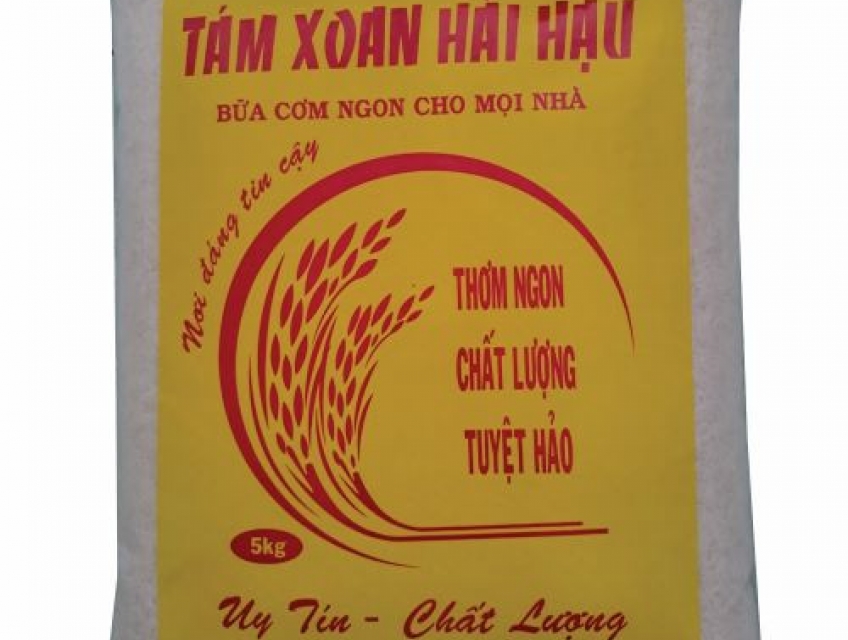 TÁM XOAN HẢI HẬU
BỮA CƠM NGON CHO MỌI NHÀ
Nơi đáng tin cậy
THƠM NGON
CHẤT LƯỢNG
TUYỆT HẢO
5kg
Uy Tín - Chất Lượng